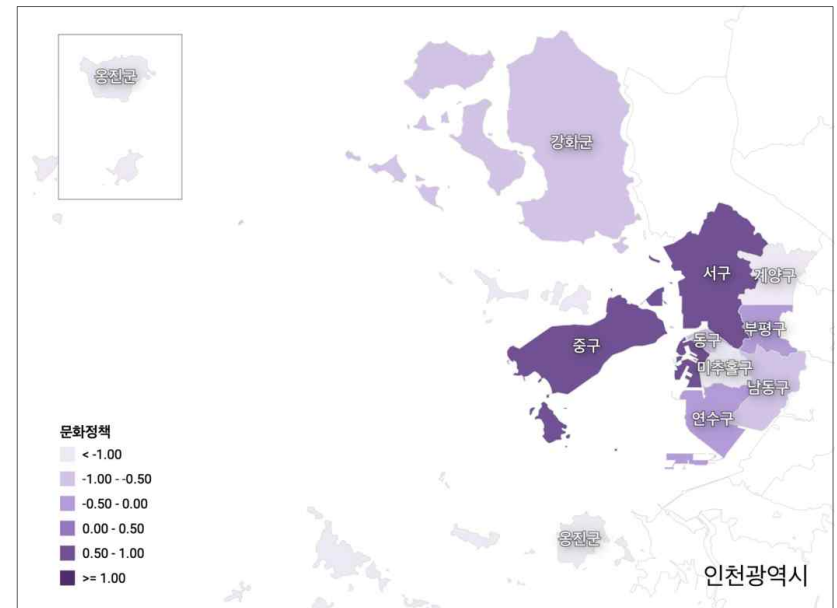 옹진군
강화군
서구
계양구
부평구
동구
중구
미추홀구
남동구
연수구
문화정책
< -1.00
-1.00 - -0.50
-0.50 - 0.00
0.00 - 0.50
0.50 - 1.00
>= 1.00
옹진군
인천광역시